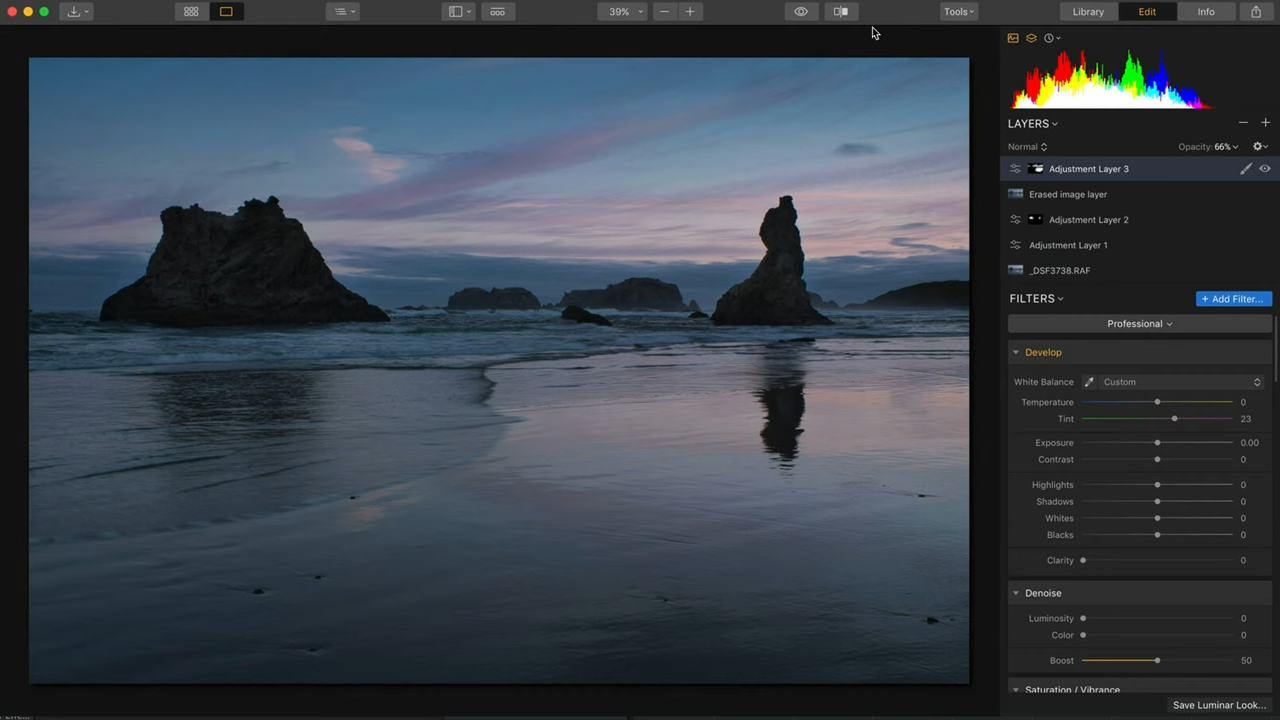 39%
Tools
Library
Edit
Info
LAYERS
Normal
Opacity: 66%
Adjustment Layer 3
Erased image layer
Adjustment Layer 2
Adjustment Layer 1
_DSF3738.RAF
FILTERS
+ Add Filter...
Professional
Develop
White Balance Custom
Temperature 0
Tint 23
Exposure 0.00
Contrast 0
Highlights 0
Shadows 0
Whites 0
Blacks 0
Clarity 0
Denoise
Luminosity 0
Color 0
Boost 50
Saturation / Vibrance
Save Luminar Look...